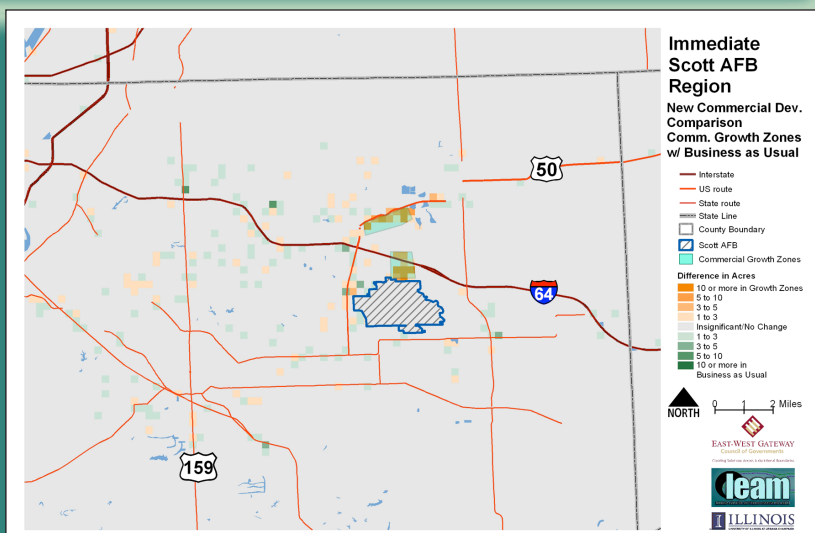 Immediate
Scott AFB
Region
New Commercial Dev.
Comparison
Comm. Growth Zones
w/ Business as Usual
Interstate
US route
State route
State Line
County Boundary
Scott AFB
Commercial Growth Zones
Difference in Acres
10 or more in Growth Zones
5 to 10
3 to 5
1 to 3
Insignificant/No Change
1 to 3
3 to 5
5 to 10
10 or more in
Business as Usual
NORTH
0 1 2 Miles
EAST-WEST GATEWAY
Council of Governments
leam
I ILLINOIS
50
64
159